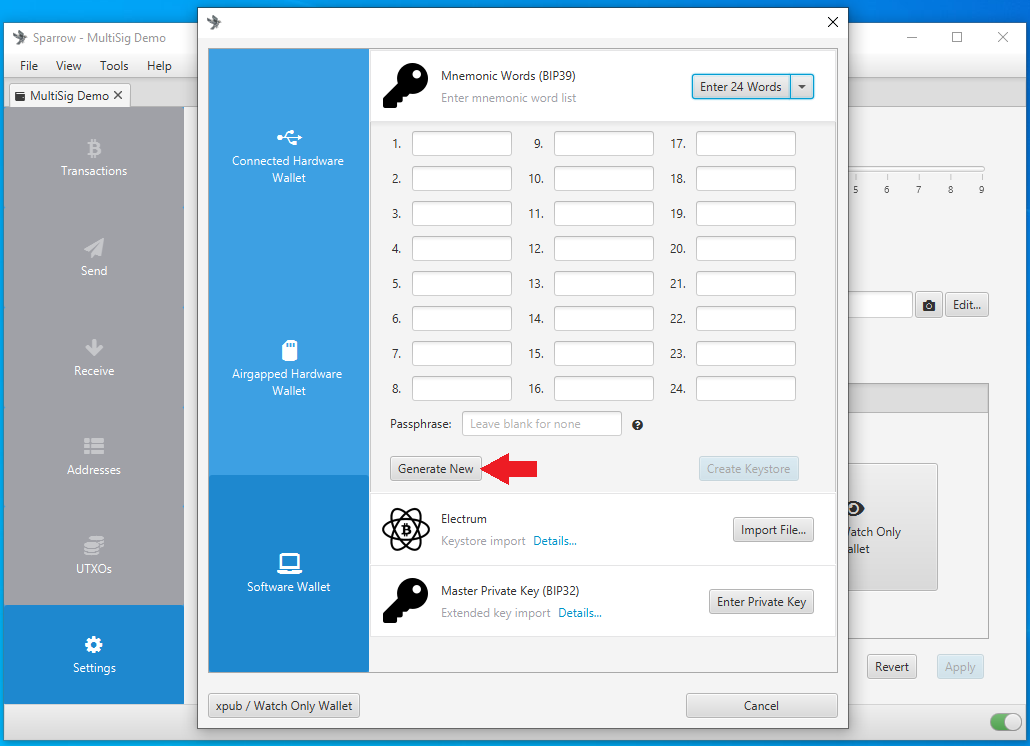 Sparrow - MultiSig Demo
File View Tools Help
MultiSig Demo
Transactions
Send
Receive
Addresses
UTXOs
Settings
Connected Hardware
Wallet
Airgapped Hardware
Wallet
Software Wallet
Mnemonic Words (BIP39)
Enter mnemonic word list
Enter 24 Words
1. 9. 17.
2. 10. 18.
3. 11. 19.
4. 12. 20.
5. 13. 21.
6. 14. 22.
7. 15. 23.
8. 16. 24.
Passphrase: Leave blank for none
Generate New
Create Keystore
Electrum
Keystore import Details...
Import File...
Master Private Key (BIP32)
Extended key import Details...
Enter Private Key
xpub / Watch Only Wallet
Cancel
5 6 7 8 9
Edit...
Watch Only
allet
Revert
Apply